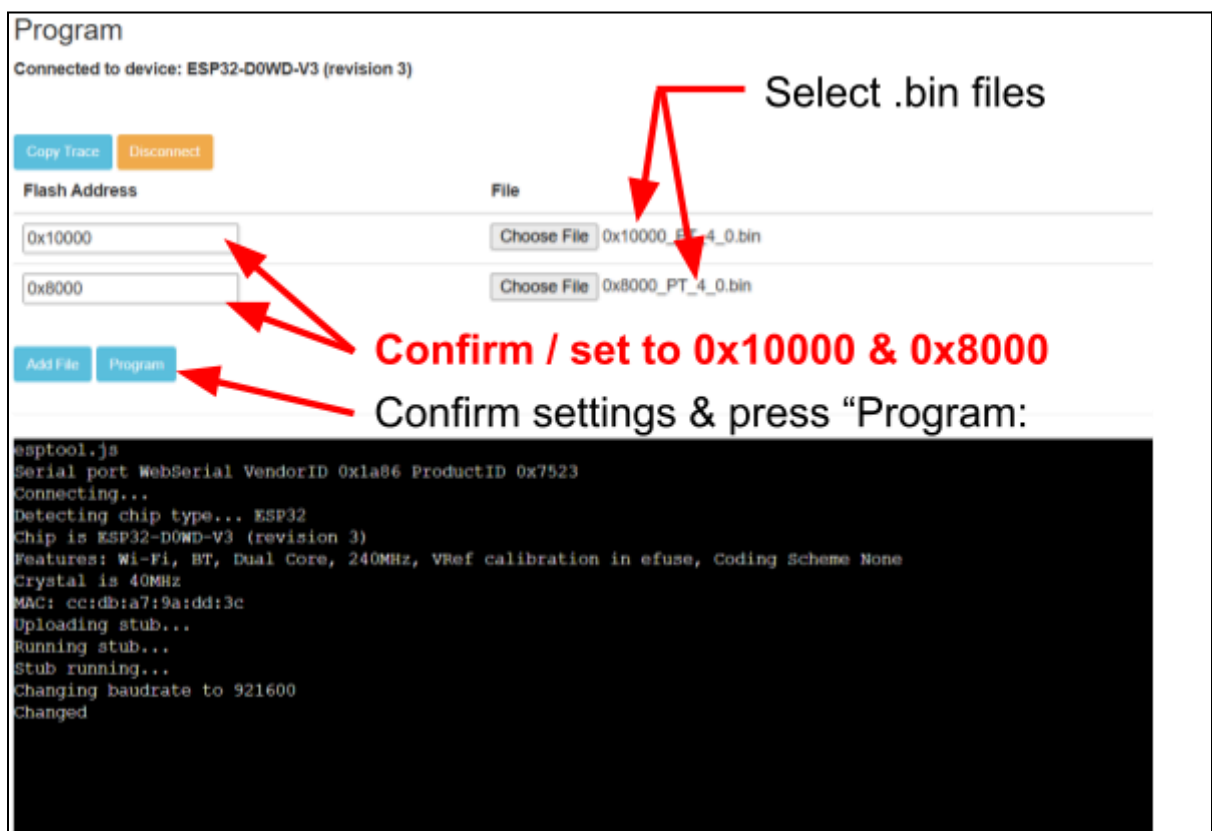 Program
Connected to device: ESP32-D0WD-V3 (revision 3)
Select .bin files
Copy Trace Disconnect
Flash Address File
0x10000 Choose File 0x10000_PT_4_0.bin
0x8000 Choose File 0x8000_PT_4_0.bin
Confirm / set to 0x10000 & 0x8000
Add File Program
Confirm settings & press “Program:
esptool.js
Serial port WebSerial VendorID 0x1a86 ProductID 0x7523
Connecting...
Detecting chip type... ESP32
Chip is ESP32-D0WD-V3 (revision 3)
Features: Wi-Fi, BT, Dual Core, 240MHz, VRef calibration in efuse, Coding Scheme None
Crystal is 40MHz
MAC: cc:db:a7:9a:dd:3c
Uploading stub...
Running stub...
Stub running...
Changing baudrate to 921600
Changed